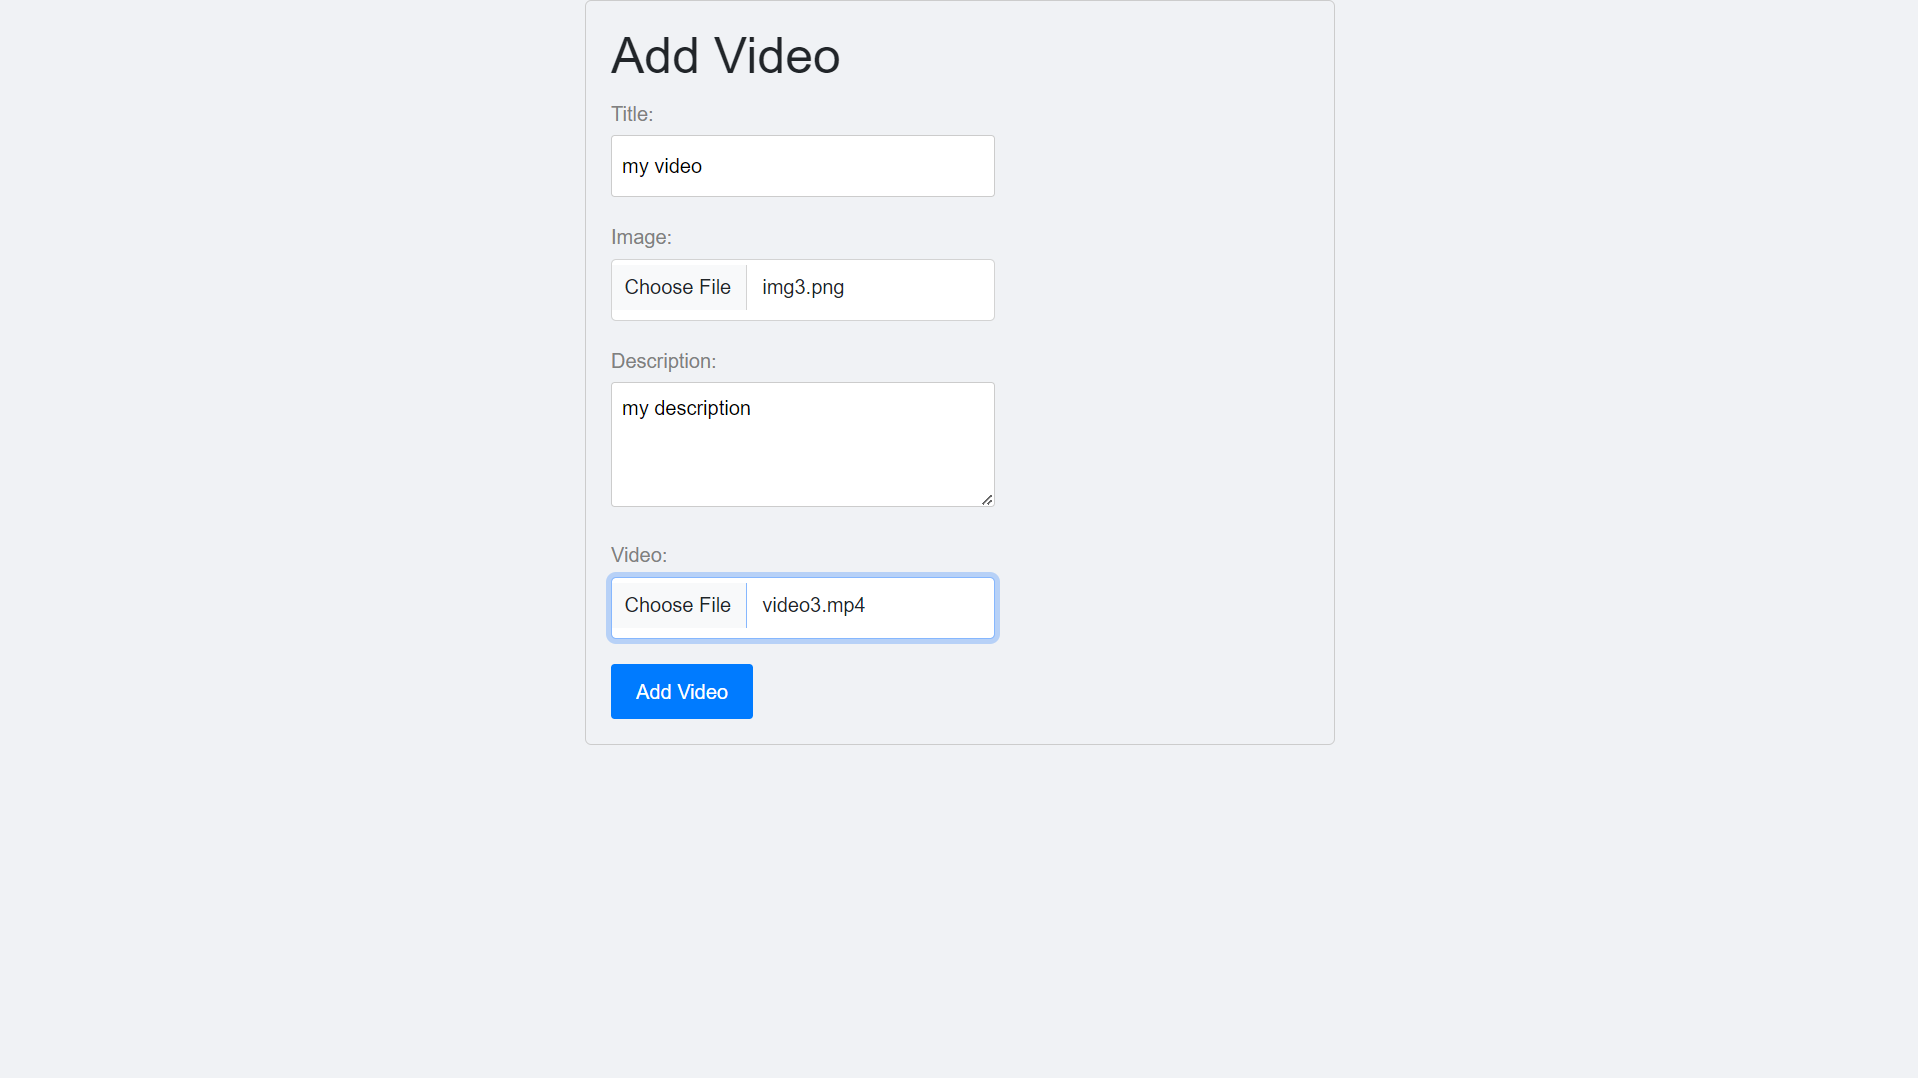 Add Video
Title:
my video
Image:
Choose File img3.png
Description:
my description
Video:
Choose File video3.mp4
Add Video